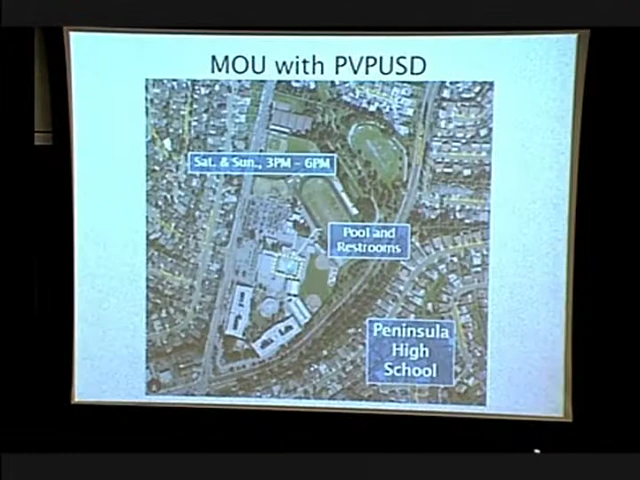 MOU with PVPUSD
Sat. & Sun., 3PM - 6PM
Pool and
Restrooms
Peninsula
High
School